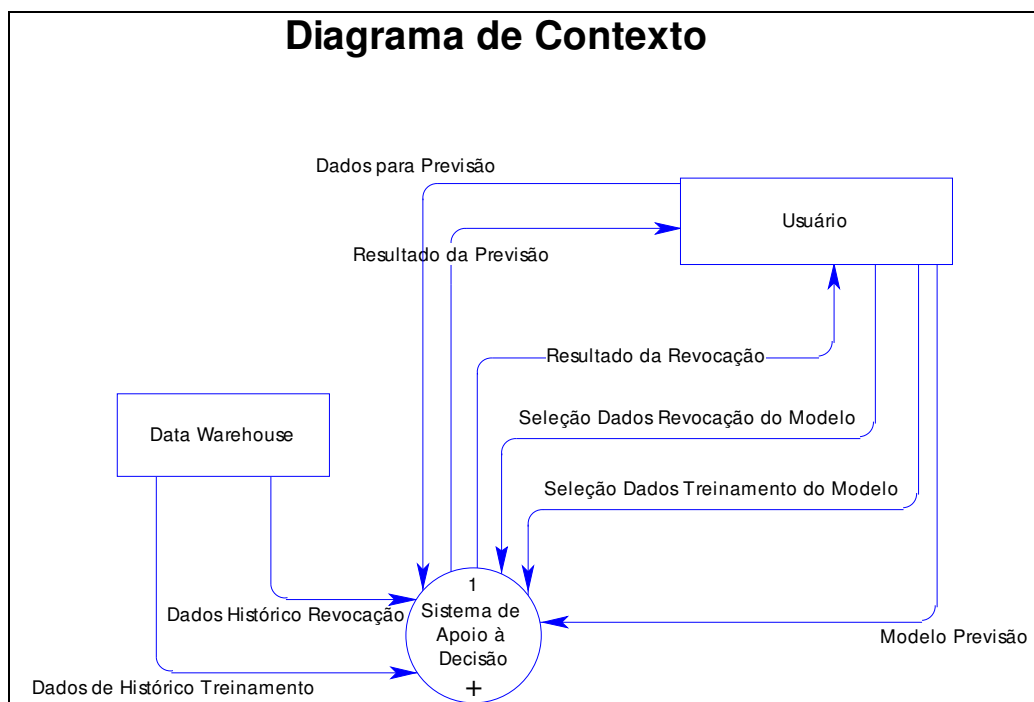 Diagrama de Contexto
Dados para Previsão
Usuário
Resultado da Previsão
Resultado da Revocação
Seleção Dados Revocação do Modelo
Data Warehouse
Seleção Dados Treinamento do Modelo
1
Sistema de
Apoio à
Decisão
+
Dados Histórico Revocação
Modelo Previsão
Dados de Histórico Treinamento